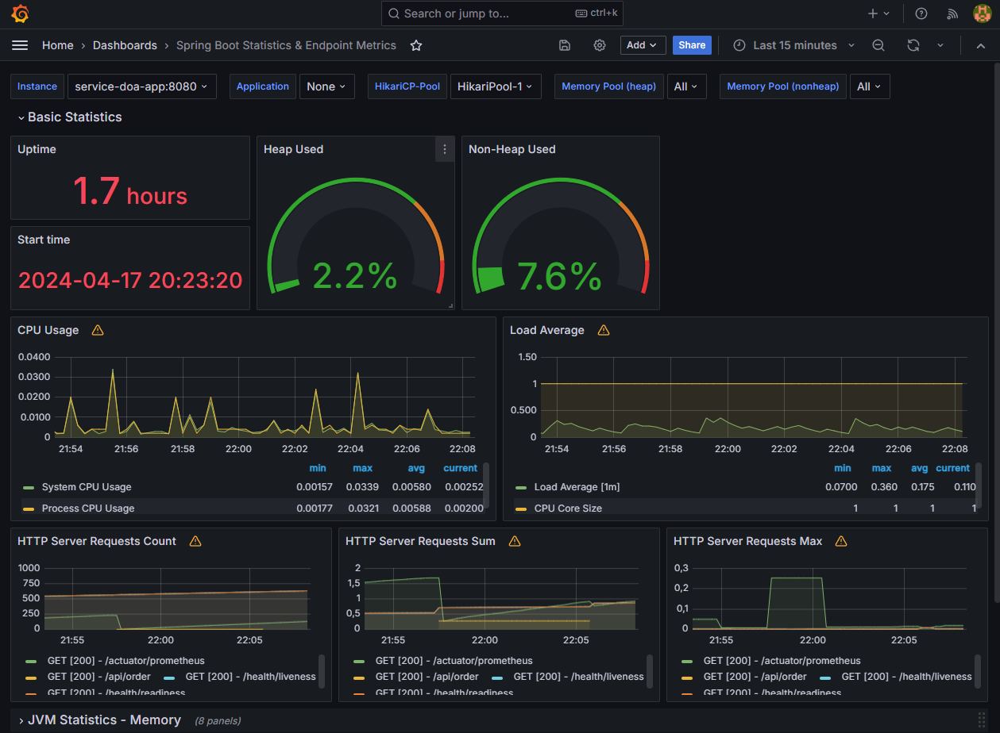 Search or jump to... ctrl+k
Home › Dashboards › Spring Boot Statistics & Endpoint Metrics Add Share Last 15 minutes
Instance service-doa-app:8080 Application None HikariCP-Pool HikariPool-1 Memory Pool (heap) All Memory Pool (nonheap) All
Basic Statistics
Uptime
1.7 hours
Start time
2024-04-17 20:23:20
Heap Used
2.2%
Non-Heap Used
7.6%
CPU Usage
0.0400
0.0300
0.0200
0.0100
0
21:54 21:56 21:58 22:00 22:02 22:04 22:06 22:08
min max avg current
System CPU Usage 0.00157 0.0339 0.00580 0.00252
Process CPU Usage 0.00177 0.0321 0.00588 0.00200
Load Average
1.50
1
0.500
0
21:54 21:56 21:58 22:00 22:02 22:04 22:06 22:08
min max avg current
Load Average [1m] 0.0700 0.360 0.175 0.110
CPU Core Size 1 1 1 1
HTTP Server Requests Count
1000
750
500
250
0
21:55 22:00 22:05
GET [200] - /actuator/prometheus
GET [200] - /api/order GET [200] - /health/liveness
GET [200] - /health/readiness
HTTP Server Requests Sum
2
1,5
1
0,5
0
21:55 22:00 22:05
GET [200] - /actuator/prometheus
GET [200] - /api/order GET [200] - /health/liveness
GET [200] - /health/readiness
HTTP Server Requests Max
0,3
0,2
0,1
0
21:55 22:00 22:05
GET [200] - /actuator/prometheus
GET [200] - /api/order GET [200] - /health/liveness
GET [200] - /health/readiness
JVM Statistics - Memory (8 panels)